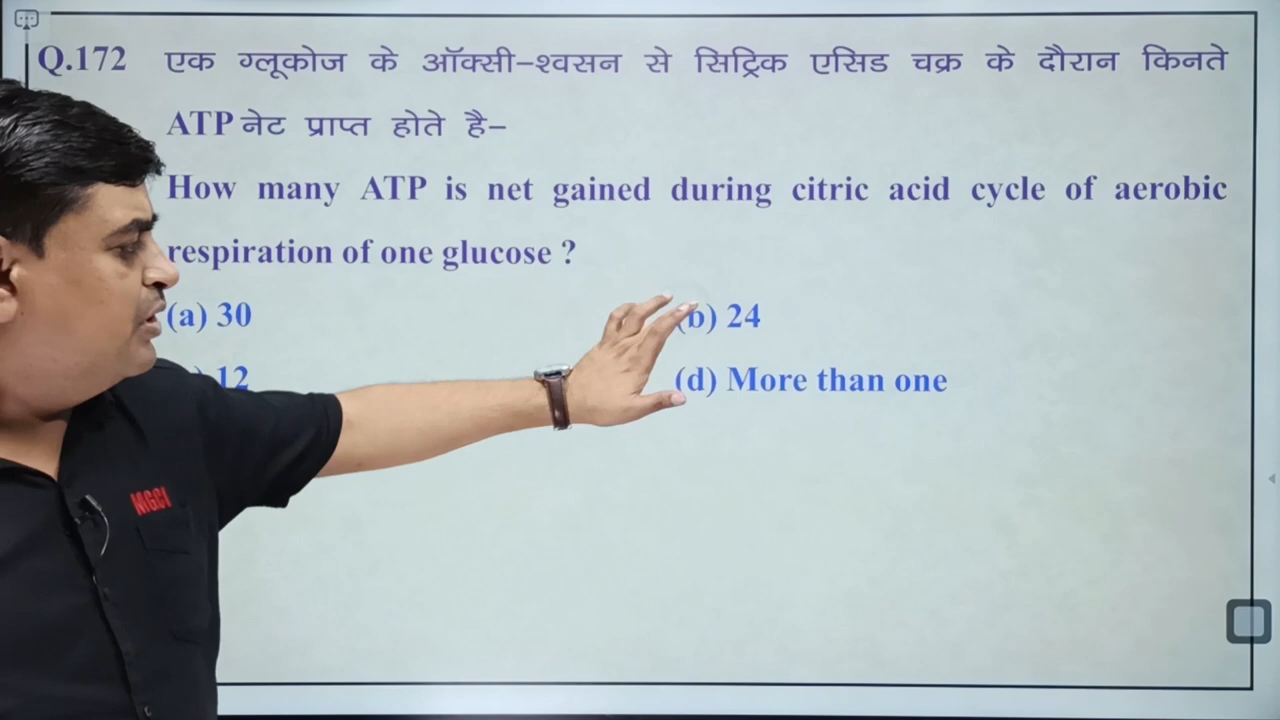 Q.172 एक ग्लूकोज के ऑक्सी-श्वसन से सिट्रिक एसिड चक्र के दौरान किनते
ATP नेट प्राप्त होते है-
How many ATP is net gained during citric acid cycle of aerobic
respiration of one glucose ?
(a) 30 (b) 24
) 12 (d) More than one
MGCI